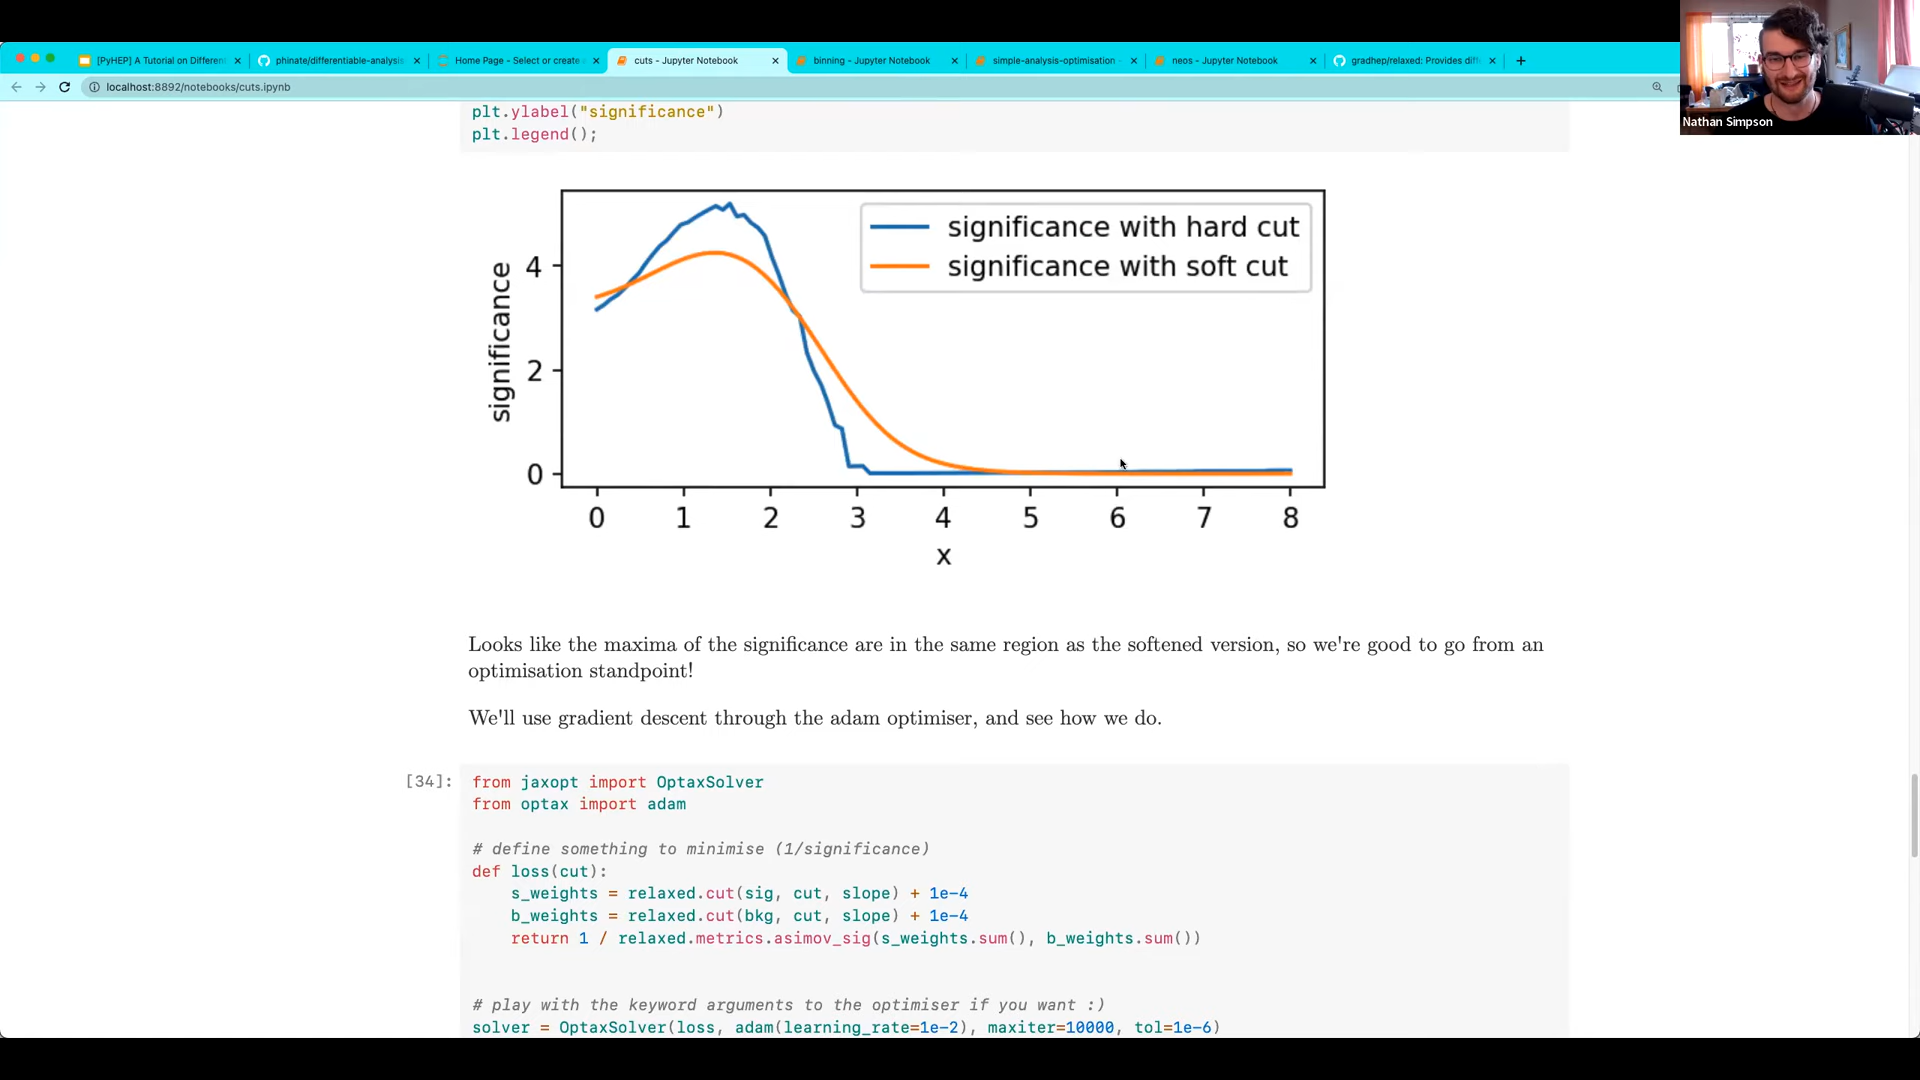 [PyHEP] A Tutorial on Different
phinate/differentiable-analysis
Home Page - Select or create
cuts - Jupyter Notebook
binning - Jupyter Notebook
simple-analysis-optimisation -
neos - Jupyter Notebook
gradhep/relaxed: Provides diff
localhost:8892/notebooks/cuts.ipynb
Nathan Simpson
plt.ylabel("significance")
plt.legend();
significance with hard cut
significance with soft cut
significance
4
2
0
0 1 2 3 4 5 6 7 8
x
Looks like the maxima of the significance are in the same region as the softened version, so we're good to go from an
optimisation standpoint!
We'll use gradient descent through the adam optimiser, and see how we do.
[34]:
from jaxopt import OptaxSolver
from optax import adam
# define something to minimise (1/significance)
def loss(cut):
s_weights = relaxed.cut(sig, cut, slope) + 1e-4
b_weights = relaxed.cut(bkg, cut, slope) + 1e-4
return 1 / relaxed.metrics.asimov_sig(s_weights.sum(), b_weights.sum())
# play with the keyword arguments to the optimiser if you want :)
solver = OptaxSolver(loss, adam(learning_rate=1e-2), maxiter=10000, tol=1e-6)